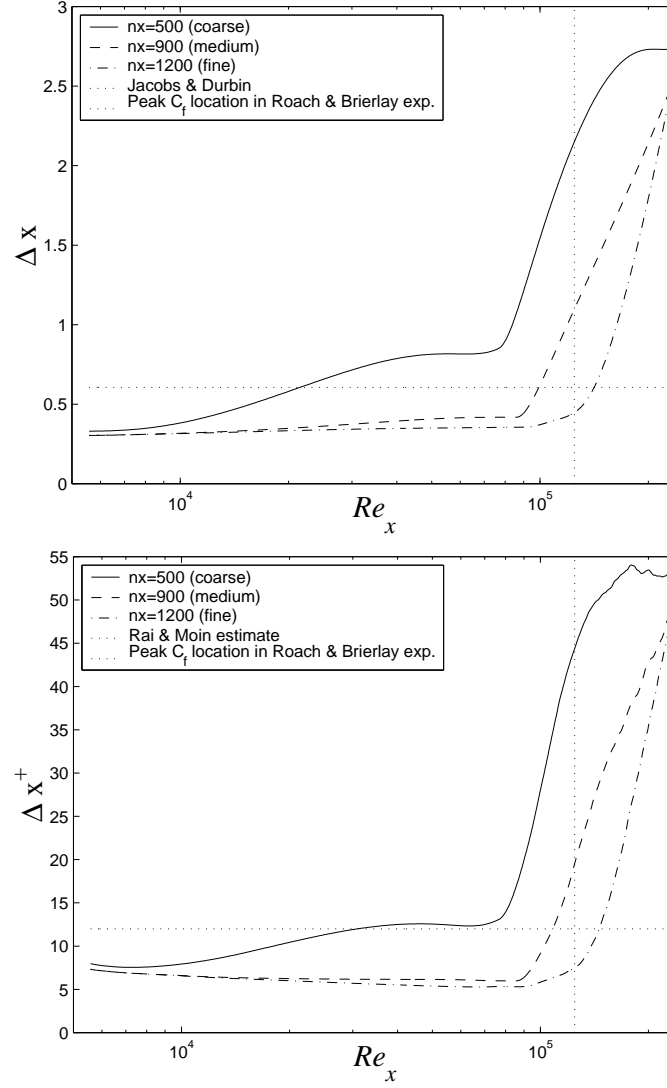 3
2.5
2
1.5
1
0.5
0
Δ x
nx=500 (coarse)
nx=900 (medium)
nx=1200 (fine)
Jacobs & Durbin
Peak C_f location in Roach & Brierlay exp.
10^4
10^5
Re_x
55
50
45
40
35
30
25
20
15
10
5
0
Δ x^+
nx=500 (coarse)
nx=900 (medium)
nx=1200 (fine)
Rai & Moin estimate
Peak C_f location in Roach & Brierlay exp.
10^4
10^5
Re_x